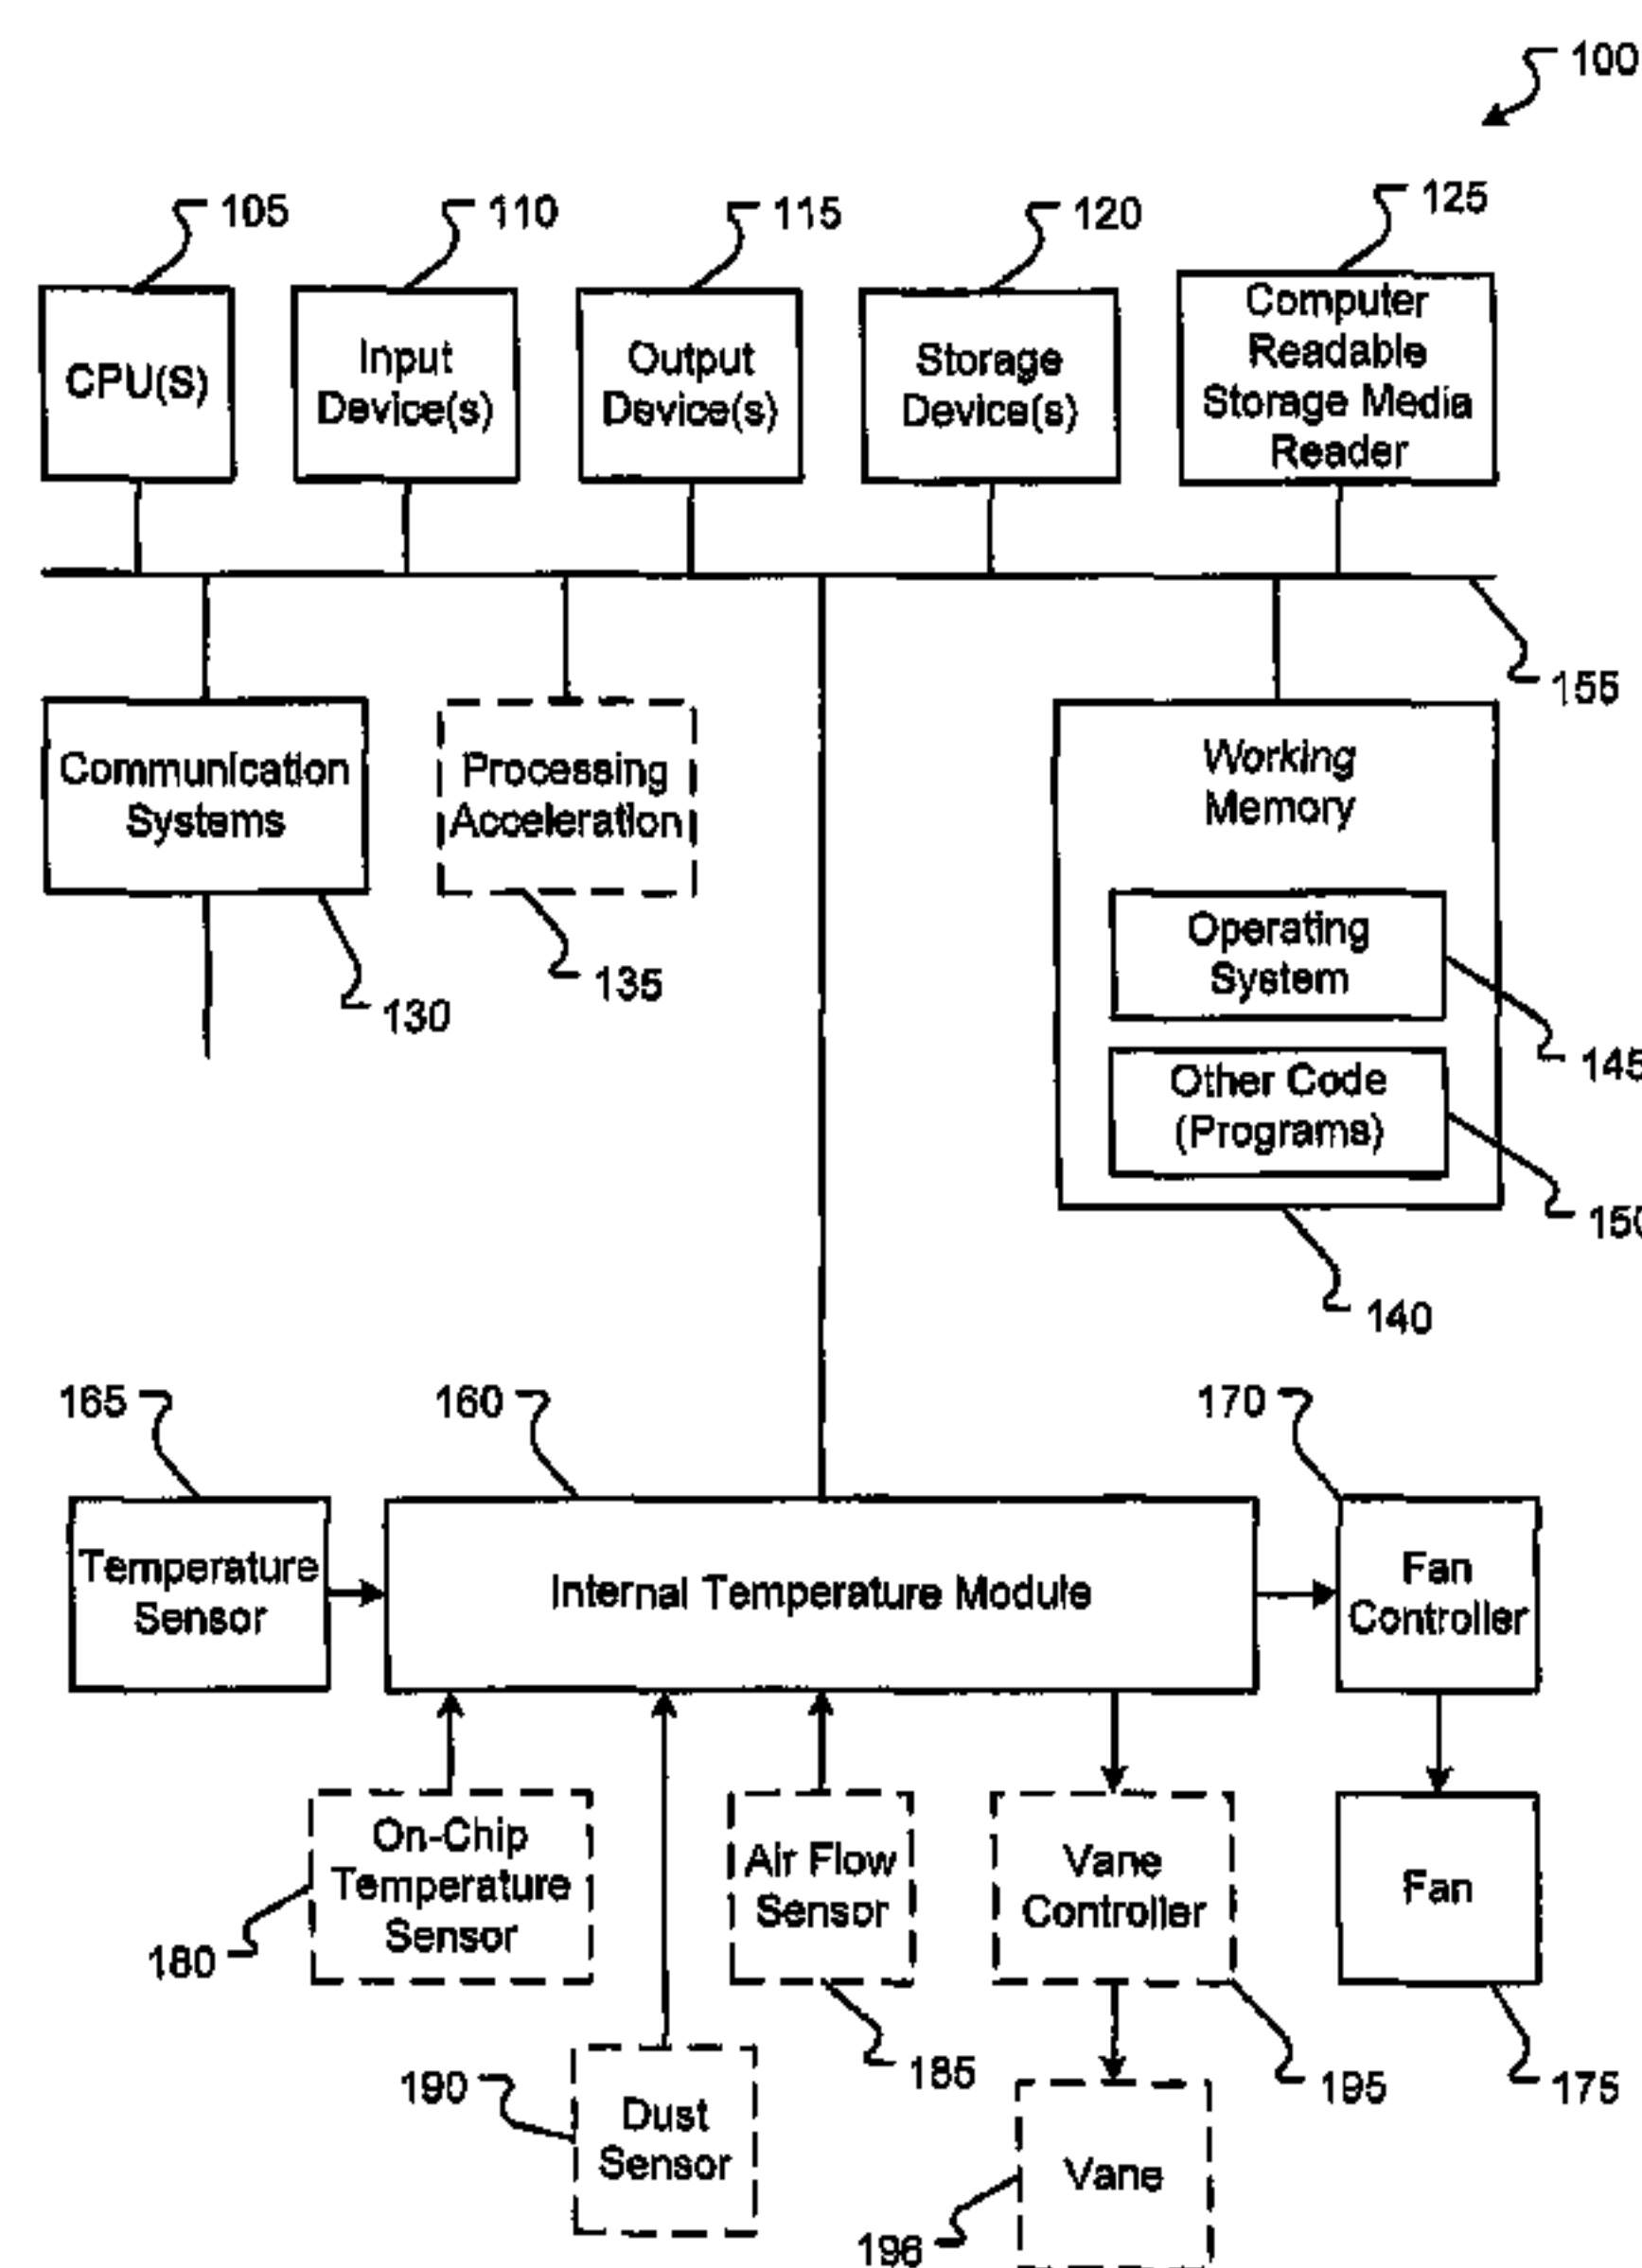 100
105
110
115
120
125
CPU(S)
Input
Device(s)
Output
Device(s)
Storage
Device(s)
Computer
Readable
Storage Media
Reader
155
Communication
Systems
Processing
Acceleration
Working
Memory
Operating
System
Other Code
(Programs)
130
135
145
150
140
165
160
170
Temperature
Sensor
Internal Temperature Module
Fan
Controller
On-Chip
Temperature
Sensor
Air Flow
Sensor
Vane
Controller
Fan
180
185
195
175
190
Dust
Sensor
Vane
196